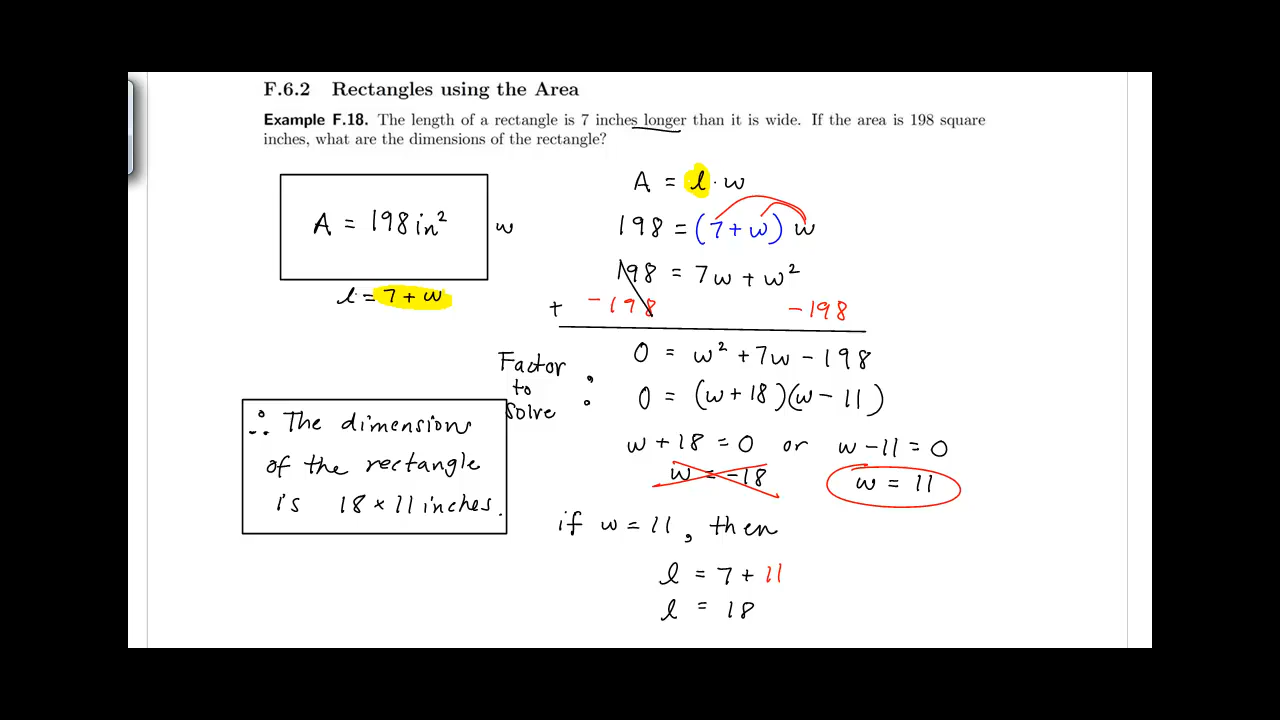 F.6.2 Rectangles using the Area
Example F.18. The length of a rectangle is 7 inches longer than it is wide. If the area is 198 square
inches, what are the dimensions of the rectangle?
A = l · w
A = 198 in²
w
198 = (7 + w) w
l = 7 + w
198 = 7w + w²
+ -198 -198
0 = w² + 7w - 198
Factor
to
solve
:
0 = (w + 18)(w - 11)
w + 18 = 0 or w - 11 = 0
w = -18
w = 11
∴ The dimensions
of the rectangle
is 18 × 11 inches.
if w = 11, then
l = 7 + 11
l = 18